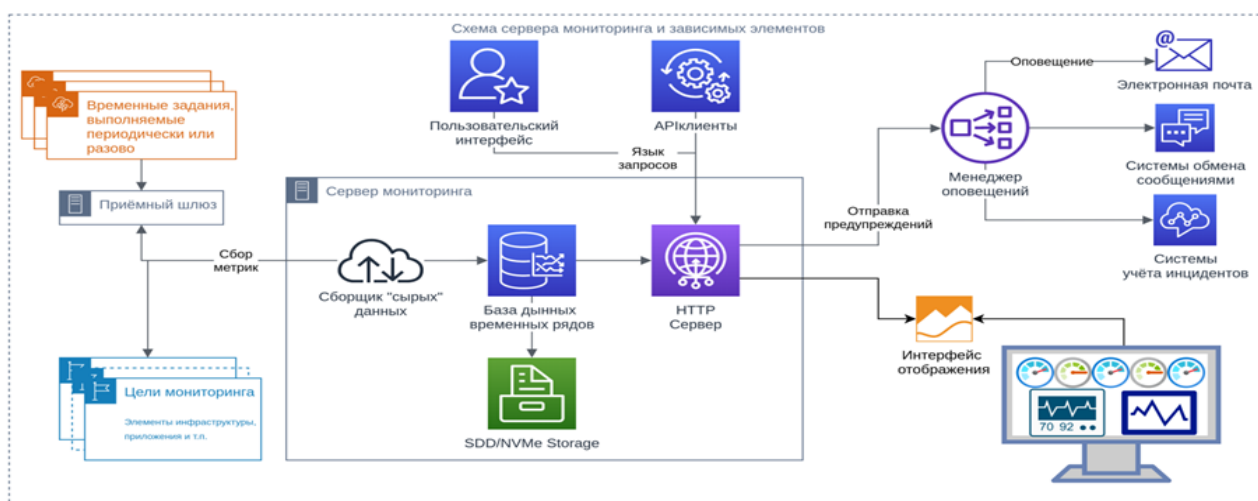 Схема сервера мониторинга и зависимых элементов
Временные задания,
выполняемые
периодически или
разово
Пользовательский
интерфейс
APIклиенты
Язык
запросов
Оповещение
Электронная почта
Системы обмена
сообщениями
Менеджер
оповещений
Системы
учёта инцидентов
Приёмный шлюз
Сервер мониторинга
Отправка
предупреждений
Сбор
метрик
Сборщик "сырых"
данных
База дынных
временных рядов
HTTP
Сервер
SDD/NVMe Storage
Цели мониторинга
Элементы инфраструктуры,
приложения и т.п.
Интерфейс
отображения
70 92